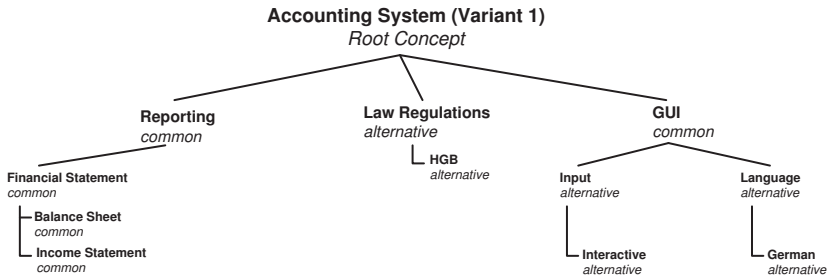 Accounting System (Variant 1)
Root Concept
Reporting
common
Law Regulations
alternative
GUI
common
Financial Statement
common
Balance Sheet
common
Income Statement
common
HGB
alternative
Input
alternative
Interactive
alternative
Language
alternative
German
alternative